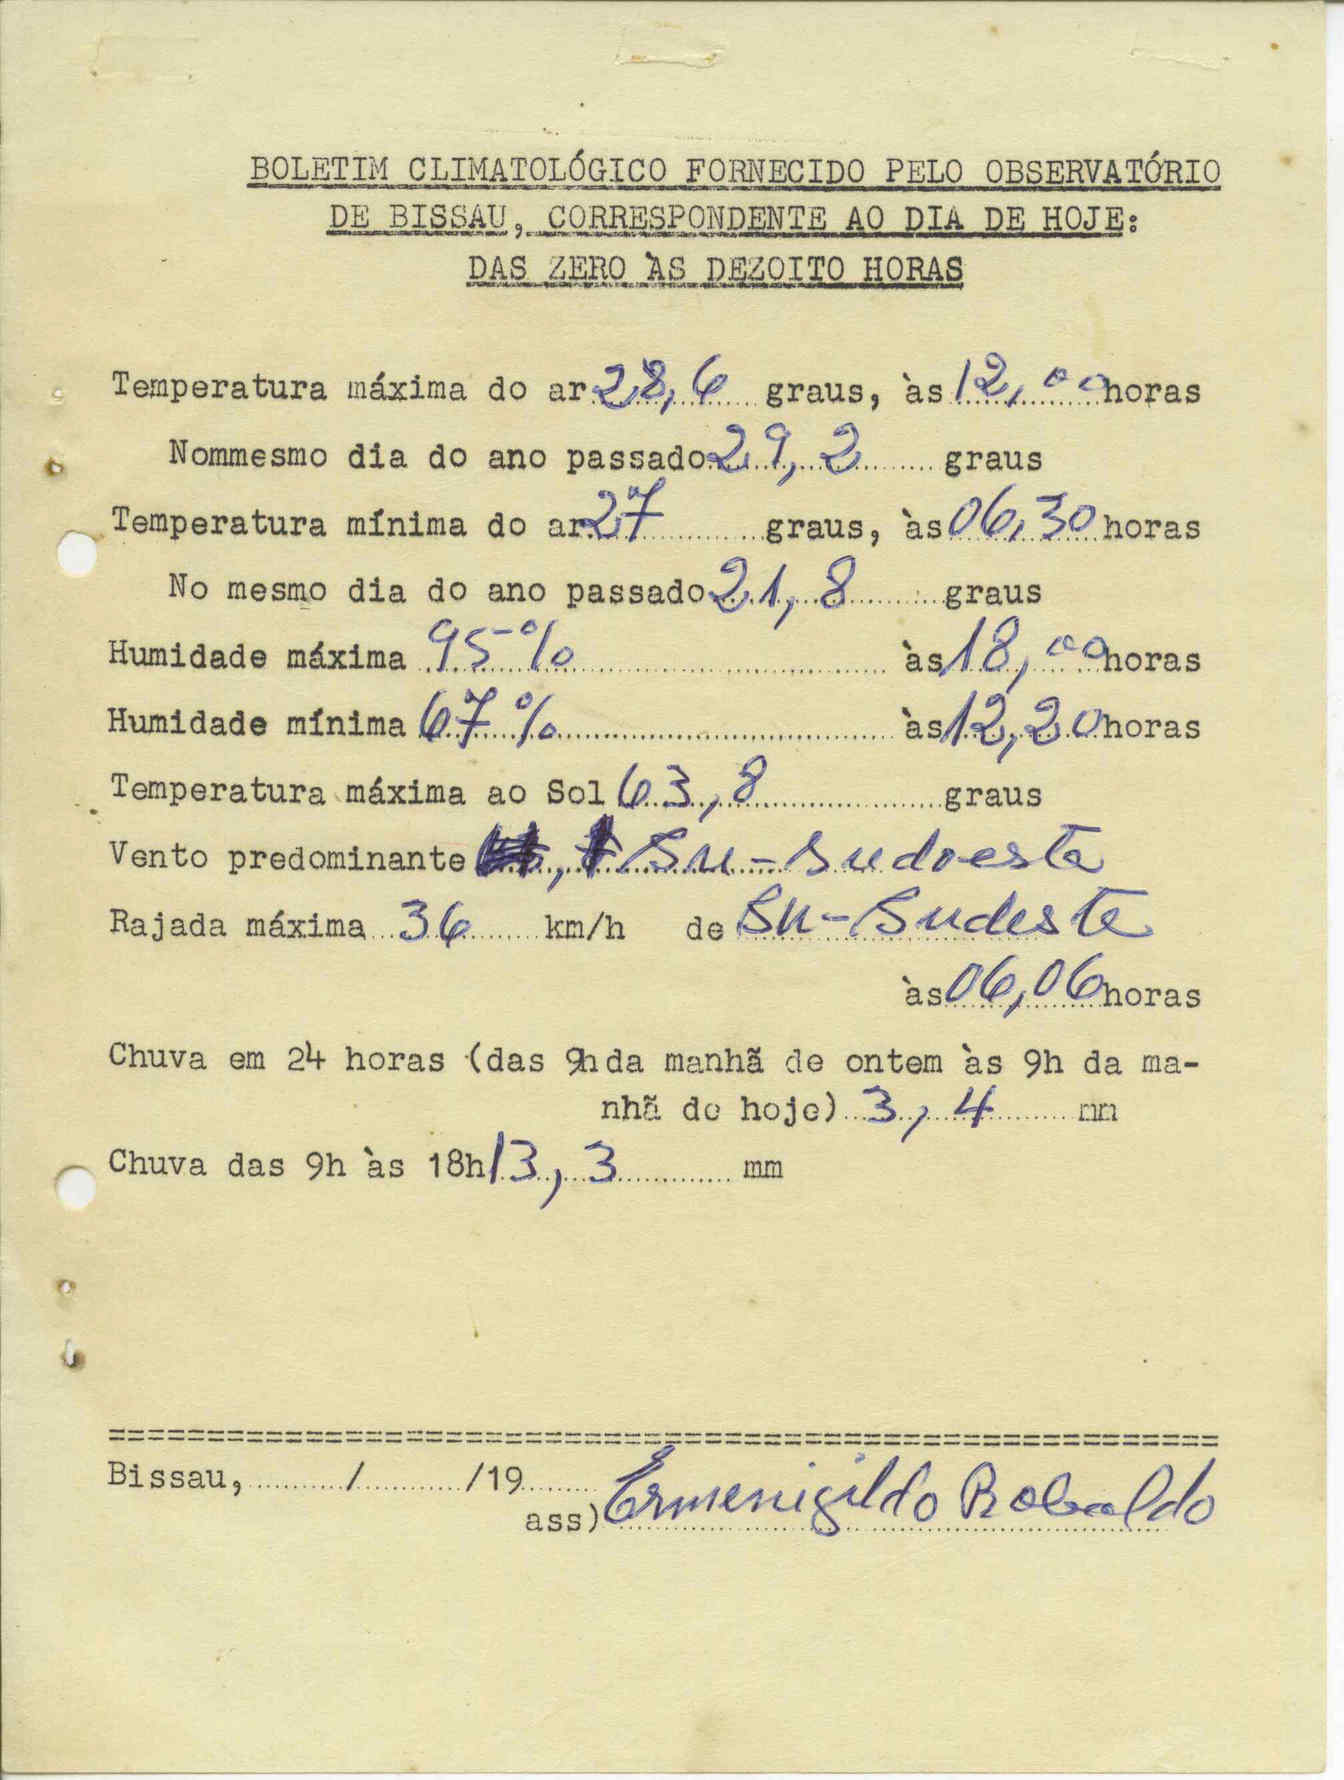 BOLETIM CLIMATOLÓGICO FORNECIDO PELO OBSERVATÓRIO
DE BISSAU, CORRESPONDENTE AO DIA DE HOJE:
DAS ZERO ÀS DEZOITO HORAS
Temperatura máxima do ar 28,6 graus, às 12,00 horas
Nommesmo dia do ano passado 29,2 graus
Temperatura mínima do ar 27 graus, às 06,30 horas
No mesmo dia do ano passado 21,8 graus
Humidade máxima 95% às 18,00 horas
Humidade mínima 67% às 12,20 horas
Temperatura máxima ao Sol 63,8 graus
Vento predominante Su-sudoeste
Rajada máxima 36 km/h de Su-Sudeste
às 06,06 horas
Chuva em 24 horas (das 9h da manhã de ontem às 9h da ma-
nhã de hoje) 3,4 mm
Chuva das 9h às 18h 13,3 mm
Bissau, / /19
ass) Ermenigildo Robaldo